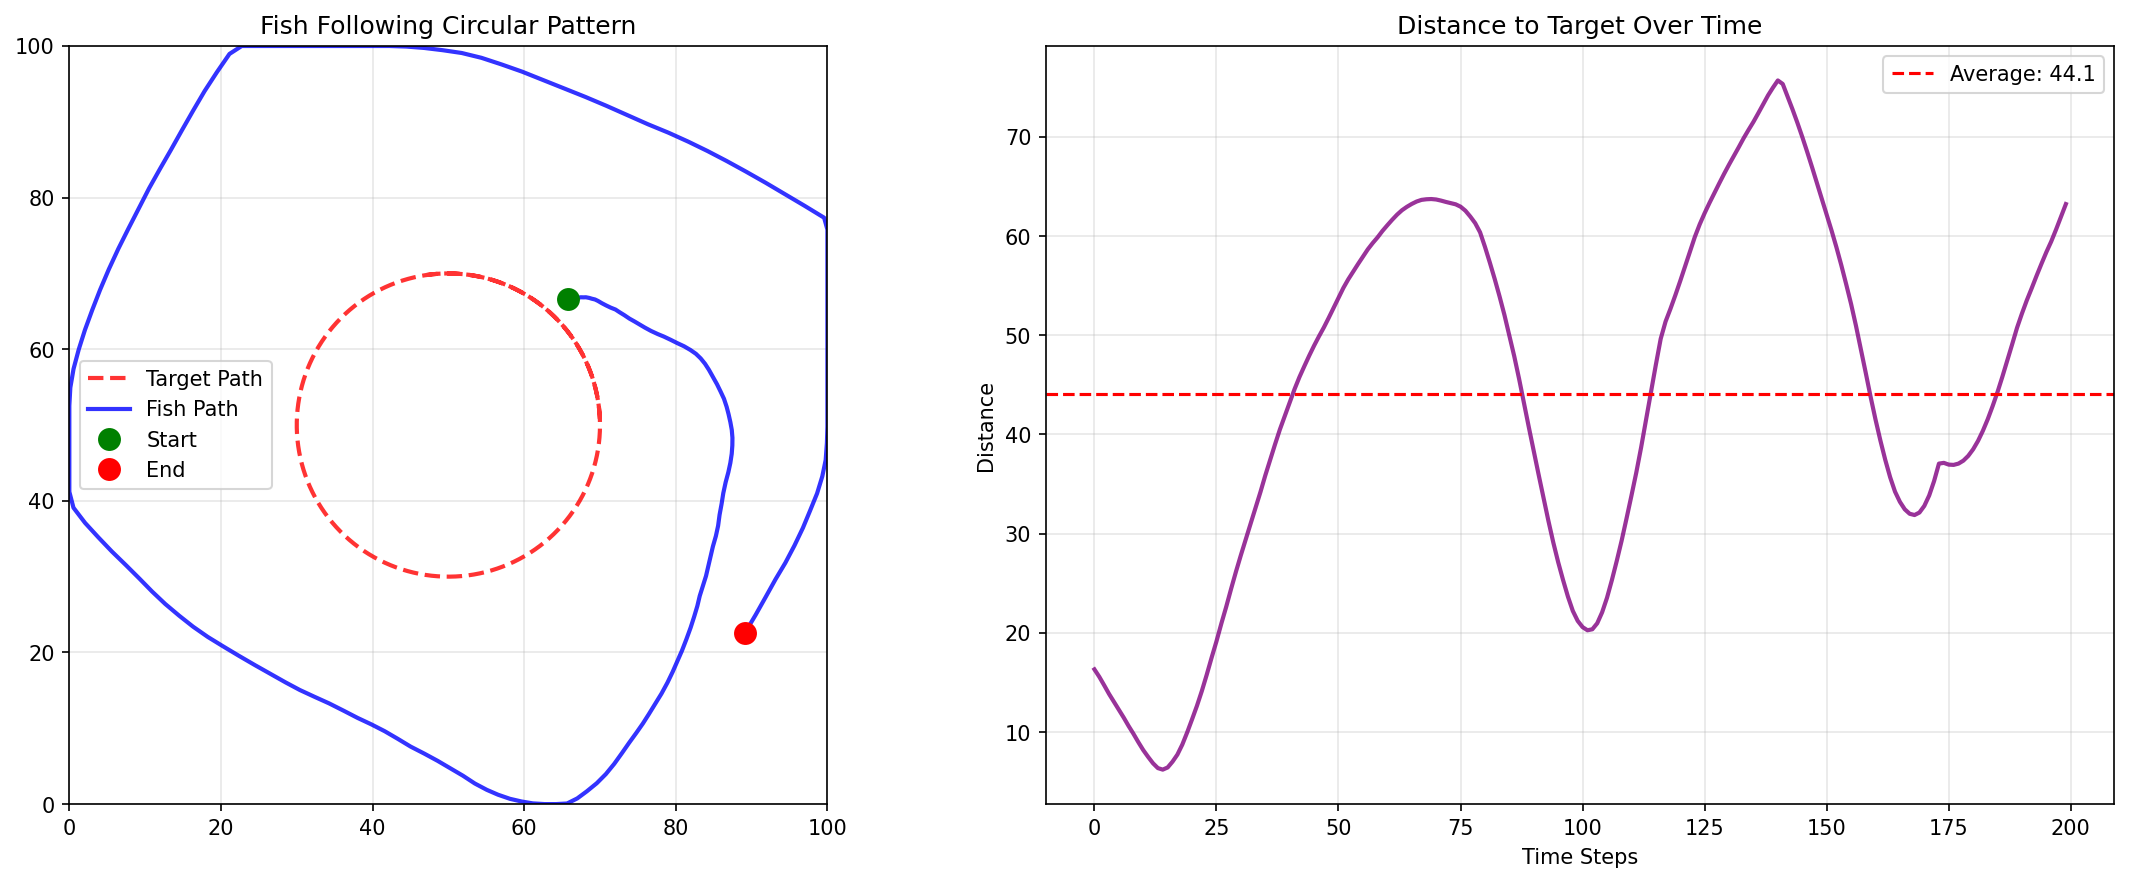 Fish Following Circular Pattern
100
80
60
40
20
0
0 20 40 60 80 100
Target Path
Fish Path
Start
End
Distance to Target Over Time
Average: 44.1
Distance
70
60
50
40
30
20
10
0 25 50 75 100 125 150 175 200
Time Steps